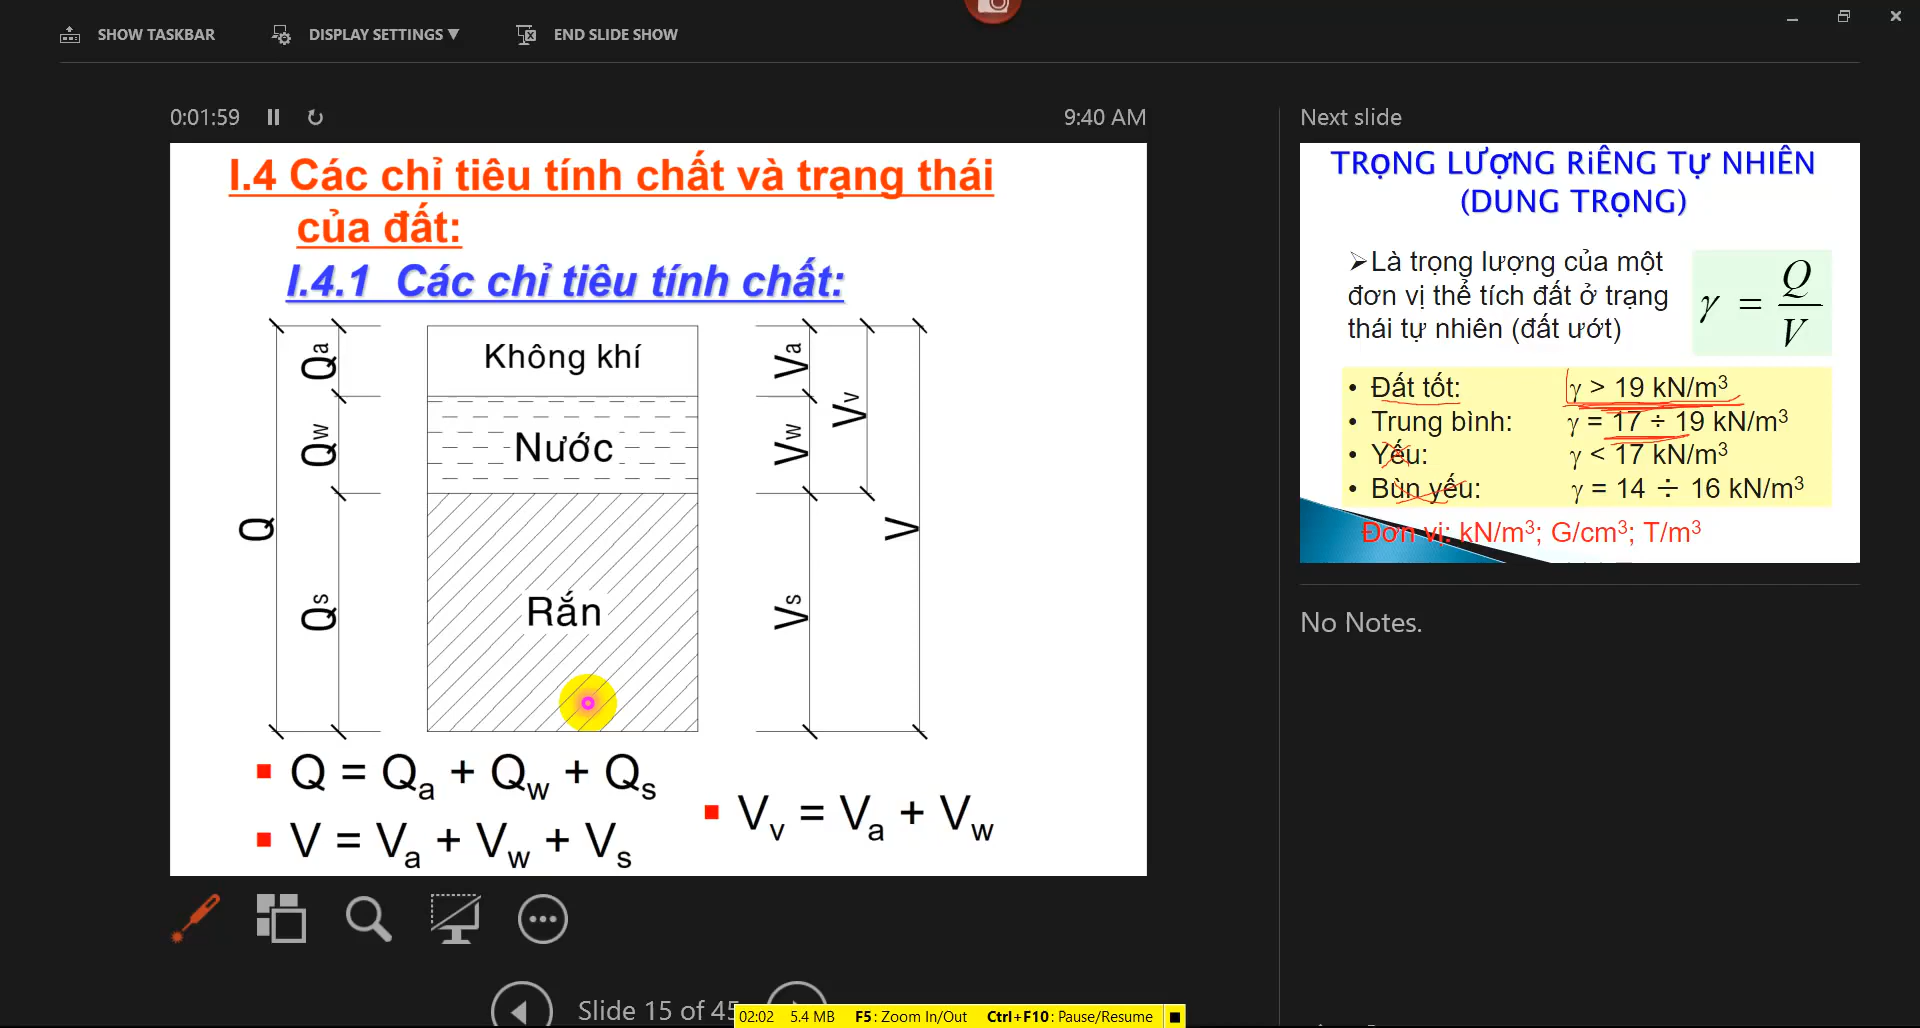 SHOW TASKBAR
DISPLAY SETTINGS ▼
END SLIDE SHOW
0:01:59
9:40 AM
I.4 Các chỉ tiêu tính chất và trạng thái
của đất:
I.4.1 Các chỉ tiêu tính chất:
Không khí
Nước
Rắn
Qa
Qw
Qs
Q
Va
Vw
Vs
Vv
V
▪ Q = Qa + Qw + Qs
▪ V = Va + Vw + Vs
▪ Vv = Va + Vw
Next slide
TRỌNG LƯỢNG RiÊNG TỰ NHIÊN
(DUNG TRỌNG)
➢Là trọng lượng của một
đơn vị thể tích đất ở trạng
thái tự nhiên (đất ướt)
γ = Q/V
• Đất tốt: γ > 19 kN/m³
• Trung bình: γ = 17 ÷ 19 kN/m³
• Yếu: γ < 17 kN/m³
• Bùn yếu: γ = 14 ÷ 16 kN/m³
Đơn vị: kN/m³; G/cm³; T/m³
No Notes.
Slide 15 of 45
02:02 5.4 MB F5: Zoom In/Out Ctrl+F10: Pause/Resume